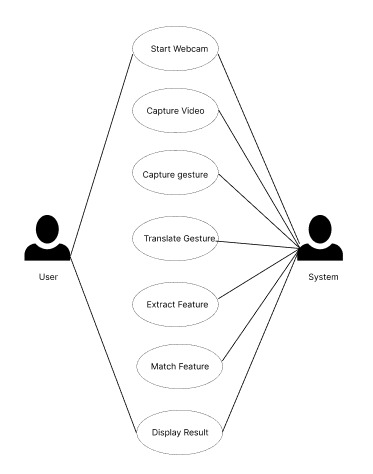 Start Webcam
Capture Video
Capture gesture
Translate Gesture
User
System
Extract Feature
Match Feature
Display Result